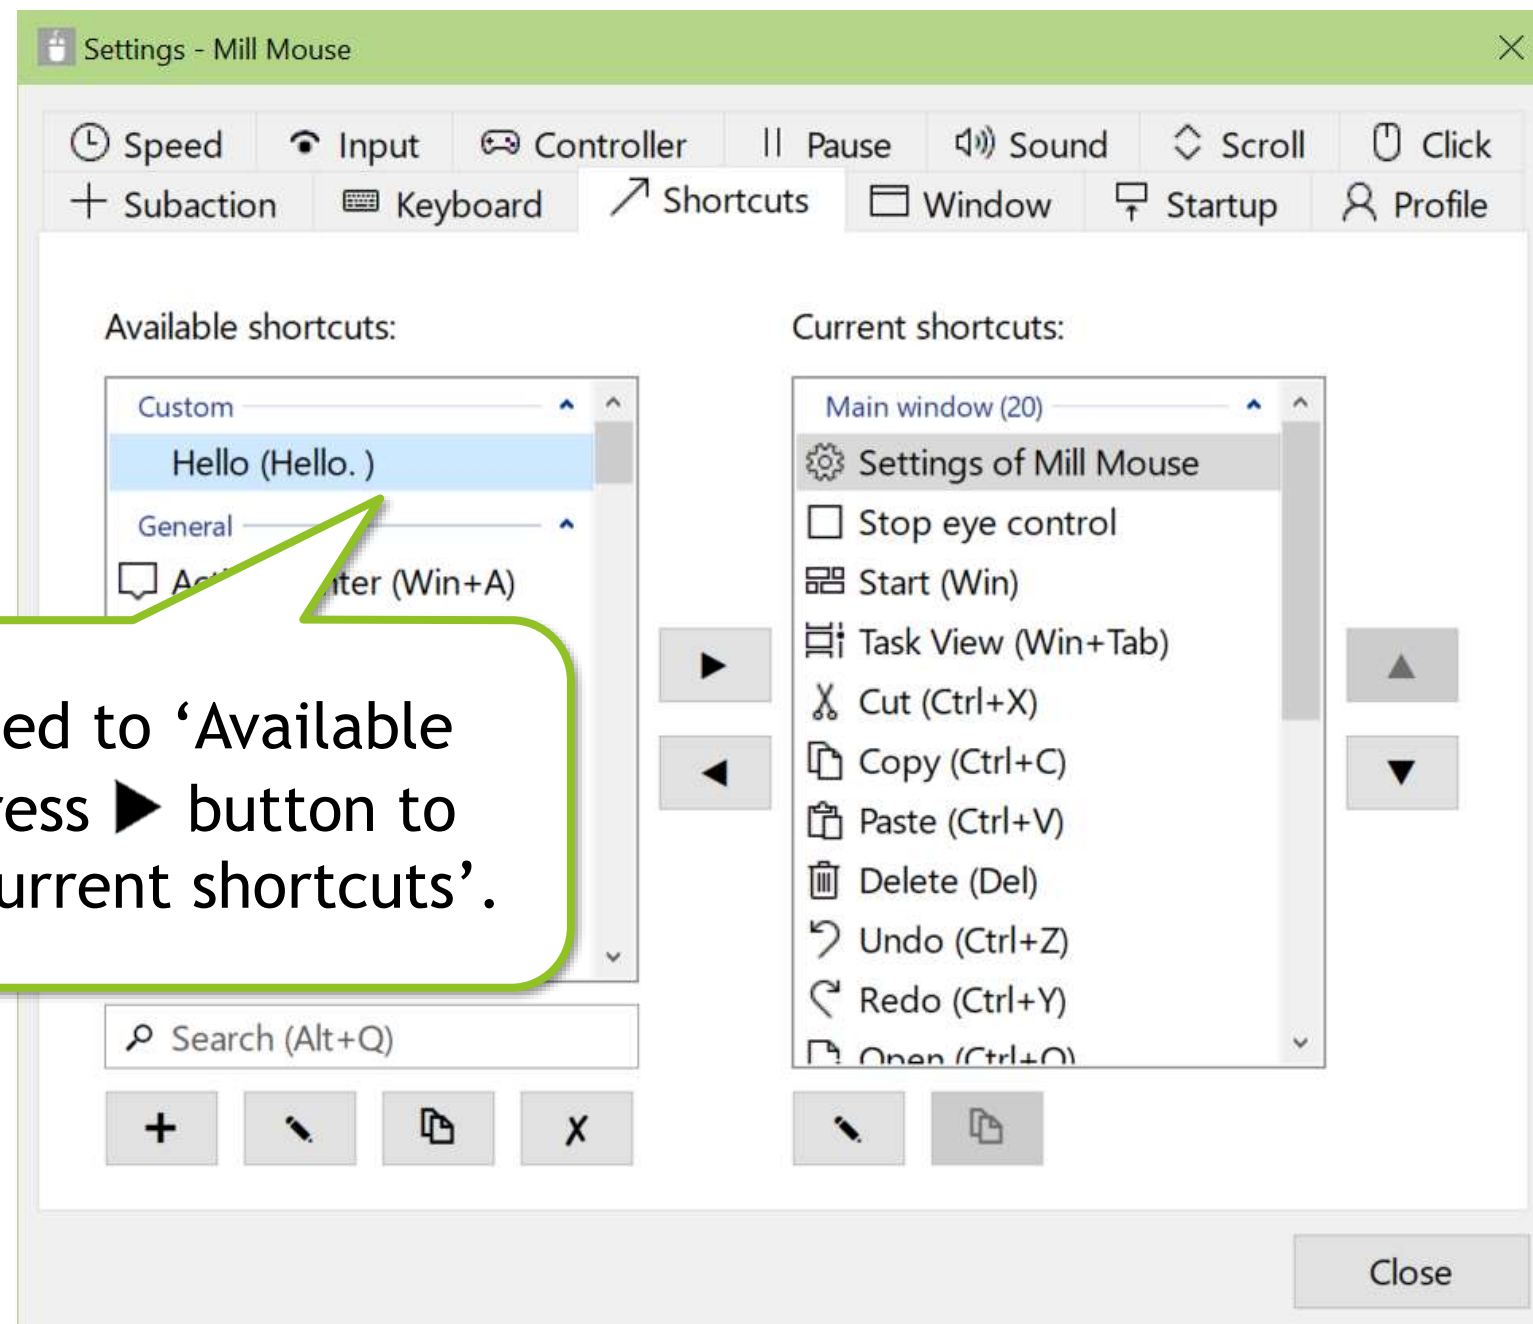 Settings - Mill Mouse
Speed Input Controller Pause Sound Scroll Click
Subaction Keyboard Shortcuts Window Startup Profile
Available shortcuts:
Custom
Hello (Hello. )
General
(Win+A)
ed to ‘Available
ress ▶ button to
urrent shortcuts’.
Search (Alt+Q)
Current shortcuts:
Main window (20)
Settings of Mill Mouse
Stop eye control
Start (Win)
Task View (Win+Tab)
Cut (Ctrl+X)
Copy (Ctrl+C)
Paste (Ctrl+V)
Delete (Del)
Undo (Ctrl+Z)
Redo (Ctrl+Y)
Open (Ctrl+O)
Close